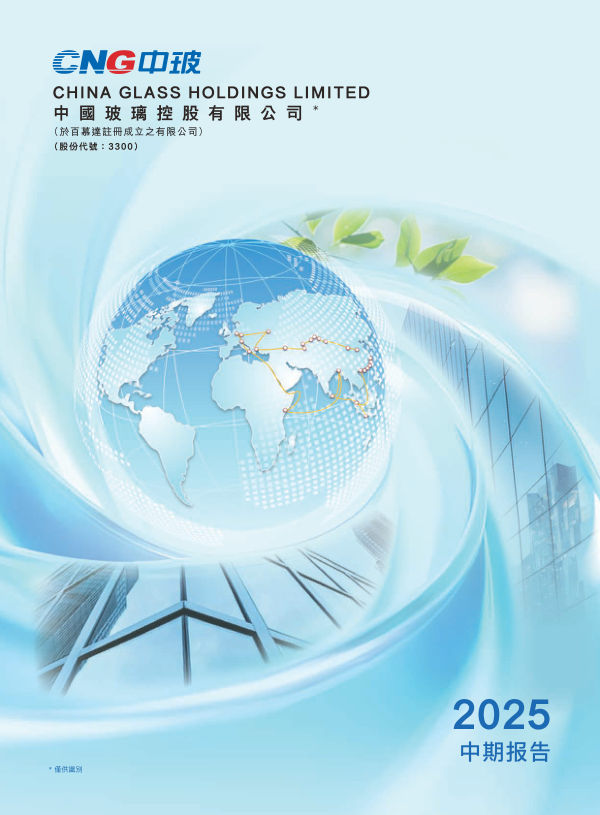 CNG中玻
CHINA GLASS HOLDINGS LIMITED
中國玻璃控股有限公司*
（於百慕達註冊成立之有限公司）
（股份代號：3300）
2025
中期报告
* 僅供識別